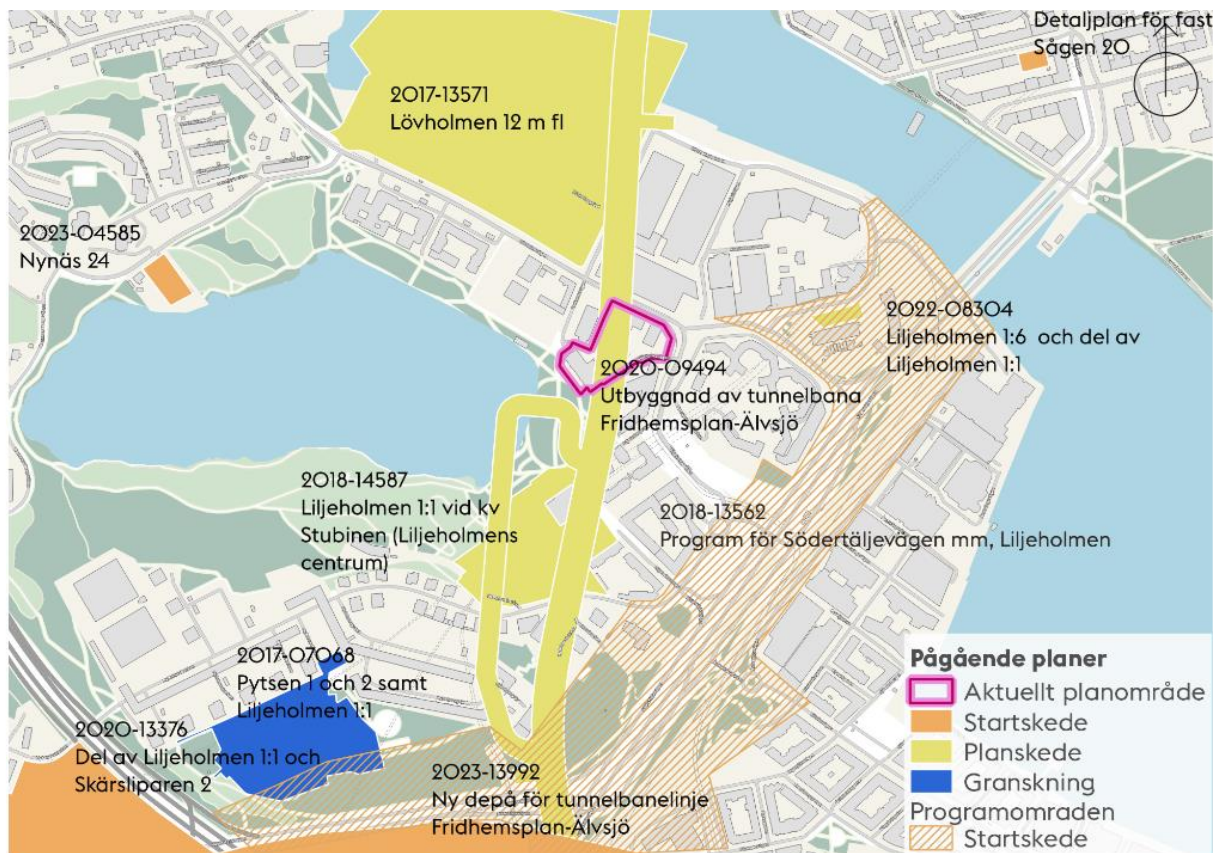 Detaljplan för fast
Sågen 20
2017-13571
Lövholmen 12 m fl
2023-04585
Nynäs 24
2022-08304
Liljeholmen 1:6 och del av
Liljeholmen 1:1
2020-09494
Utbyggnad av tunnelbana
Fridhemsplan-Älvsjö
2018-14587
Liljeholmen 1:1 vid kv
Stubinen (Liljeholmens
centrum)
2018-13562
Program för Södertäljevägen mm, Liljeholmen
2017-07068
Pytsen 1 och 2 samt
Liljeholmen 1:1
2020-13376
Del av Liljeholmen 1:1 och
Skärsliparen 2
2023-13992
Ny depå för tunnelbanelinje
Fridhemsplan-Älvsjö
Pågående planer
Aktuellt planområde
Startskede
Planskede
Granskning
Programomraden
Startskede